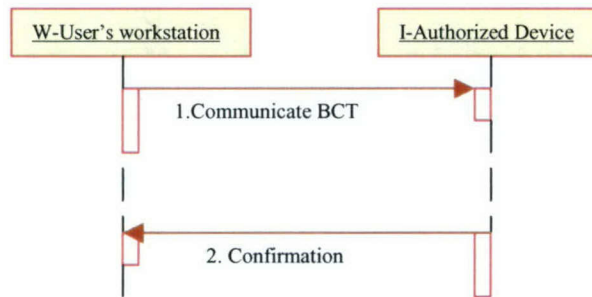 W-User's workstation
I-Authorized Device
1.Communicate BCT
2. Confirmation